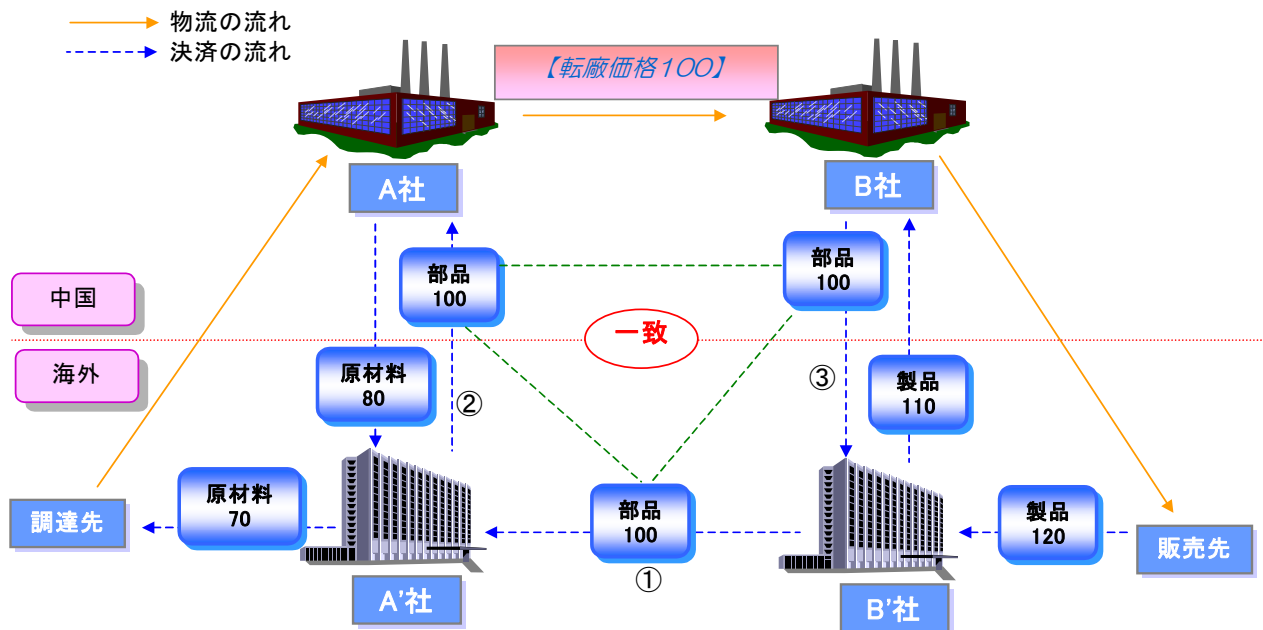 物流の流れ
決済の流れ
【転廠価格100】
A社
B社
部品
100
部品
100
中国
一致
海外
原材料
80
②
③
製品
110
原材料
70
調達先
部品
100
①
製品
120
販売先
A'社
B'社